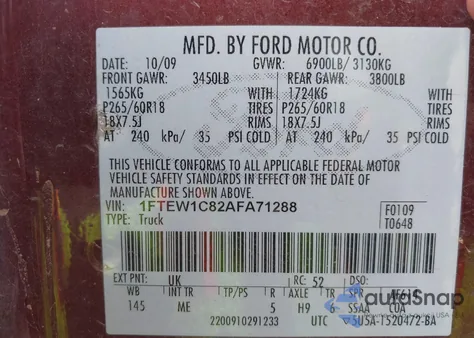 MFD. BY FORD MOTOR CO.
DATE: 10/09 GVWR: 6900LB/ 3130KG
FRONT GAWR: 3450LB REAR GAWR: 3800LB
1565KG WITH 1724KG WITH
P265/60R18 TIRES P265/60R18 TIRES
18X7.5J RIMS 18X7.5J RIMS
AT 240 kPa/ 35 PSI COLD AT 240 kPa/ 35 PSI COLD
THIS VEHICLE CONFORMS TO ALL APPLICABLE FEDERAL MOTOR
VEHICLE SAFETY STANDARDS IN EFFECT ON THE DATE OF
MANUFACTURE SHOWN ABOVE.
VIN: 1FTEW1C82AFA71288 F0109
TYPE: Truck T0648
EXT PNT: UK RC: 52 DSO:
WB INT TR TP/PS R AXLE TR SPR
145 ME 5 H9 6 SSAA
autoSnap
2200910291233 UTC 5U5A-1520472-BA